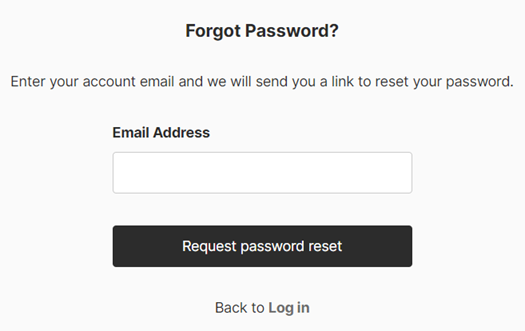 Forgot Password?
Enter your account email and we will send you a link to reset your password.
Email Address
Request password reset
Back to Log in